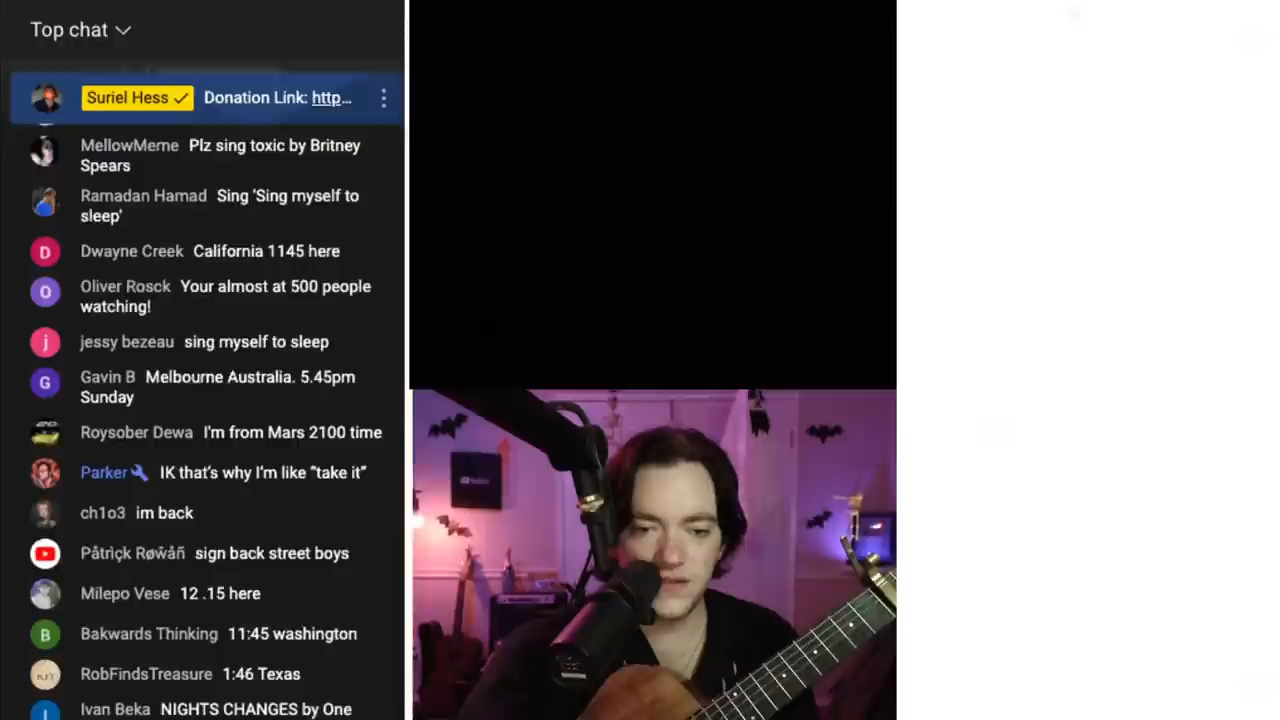 Top chat
Suriel Hess Donation Link: http...
MellowMeme Plz sing toxic by Britney
Spears
Ramadan Hamad Sing 'Sing myself to
sleep'
D Dwayne Creek California 1145 here
O Oliver Rosck Your almost at 500 people
watching!
j jessy bezeau sing myself to sleep
G Gavin B Melbourne Australia. 5.45pm
Sunday
Roysober Dewa I'm from Mars 2100 time
Parker IK that's why I'm like “take it”
ch1o3 im back
Påtrïçk Røŵåñ sign back street boys
Milepo Vese 12 .15 here
B Bakwards Thinking 11:45 washington
RobFindsTreasure 1:46 Texas
I Ivan Beka NIGHTS CHANGES by One